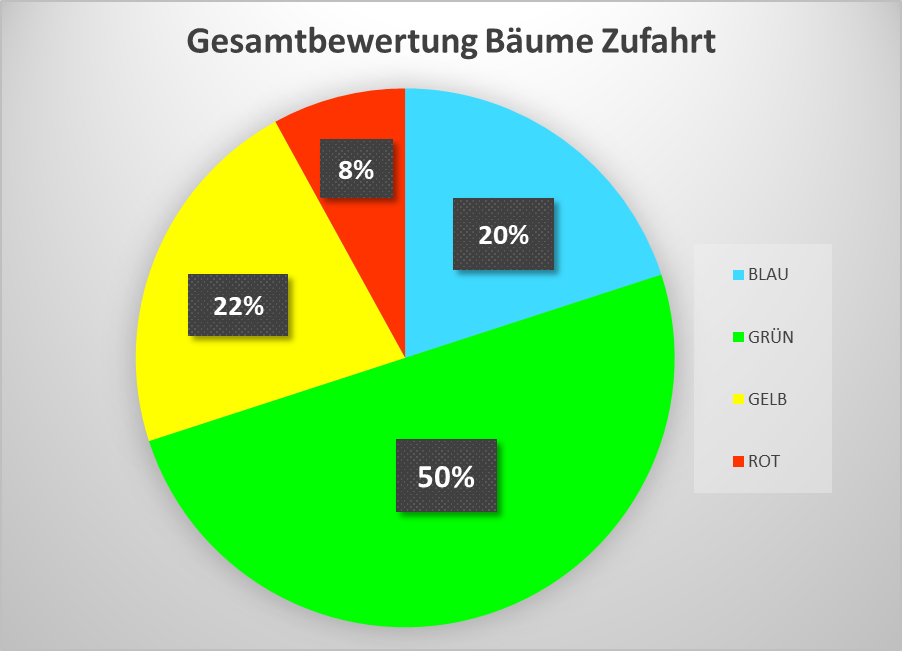 Gesamtbewertung Bäume Zufahrt
8%
20%
22%
50%
BLAU
GRÜN
GELB
ROT